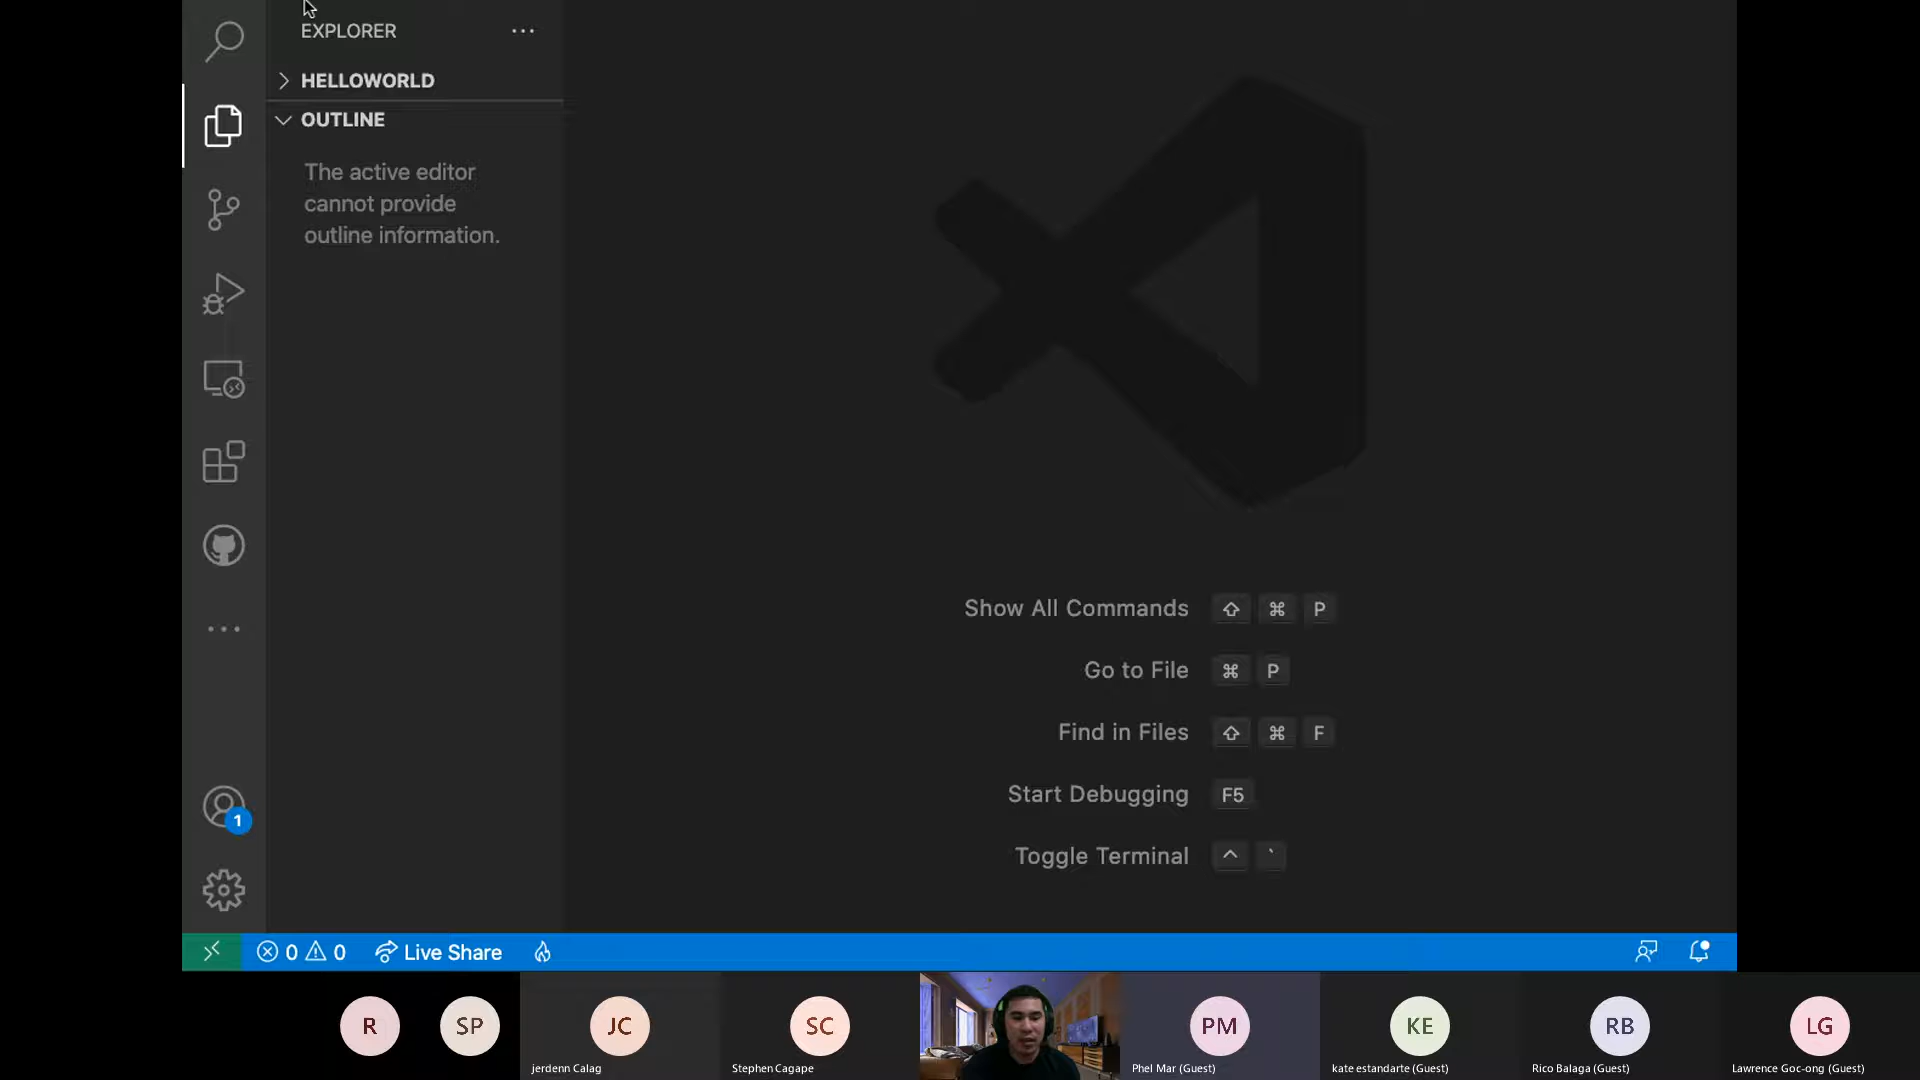 EXPLORER
HELLOWORLD
OUTLINE
The active editor
cannot provide
outline information.
Show All Commands ⇧ ⌘ P
Go to File ⌘ P
Find in Files ⇧ ⌘ F
Start Debugging F5
Toggle Terminal ^ `
1
0 0 Live Share
R SP JC SC PM KE RB LG
jerdenn Calag Stephen Cagape Phel Mar (Guest) kate estandarte (Guest) Rico Balaga (Guest) Lawrence Goc-ong (Guest)